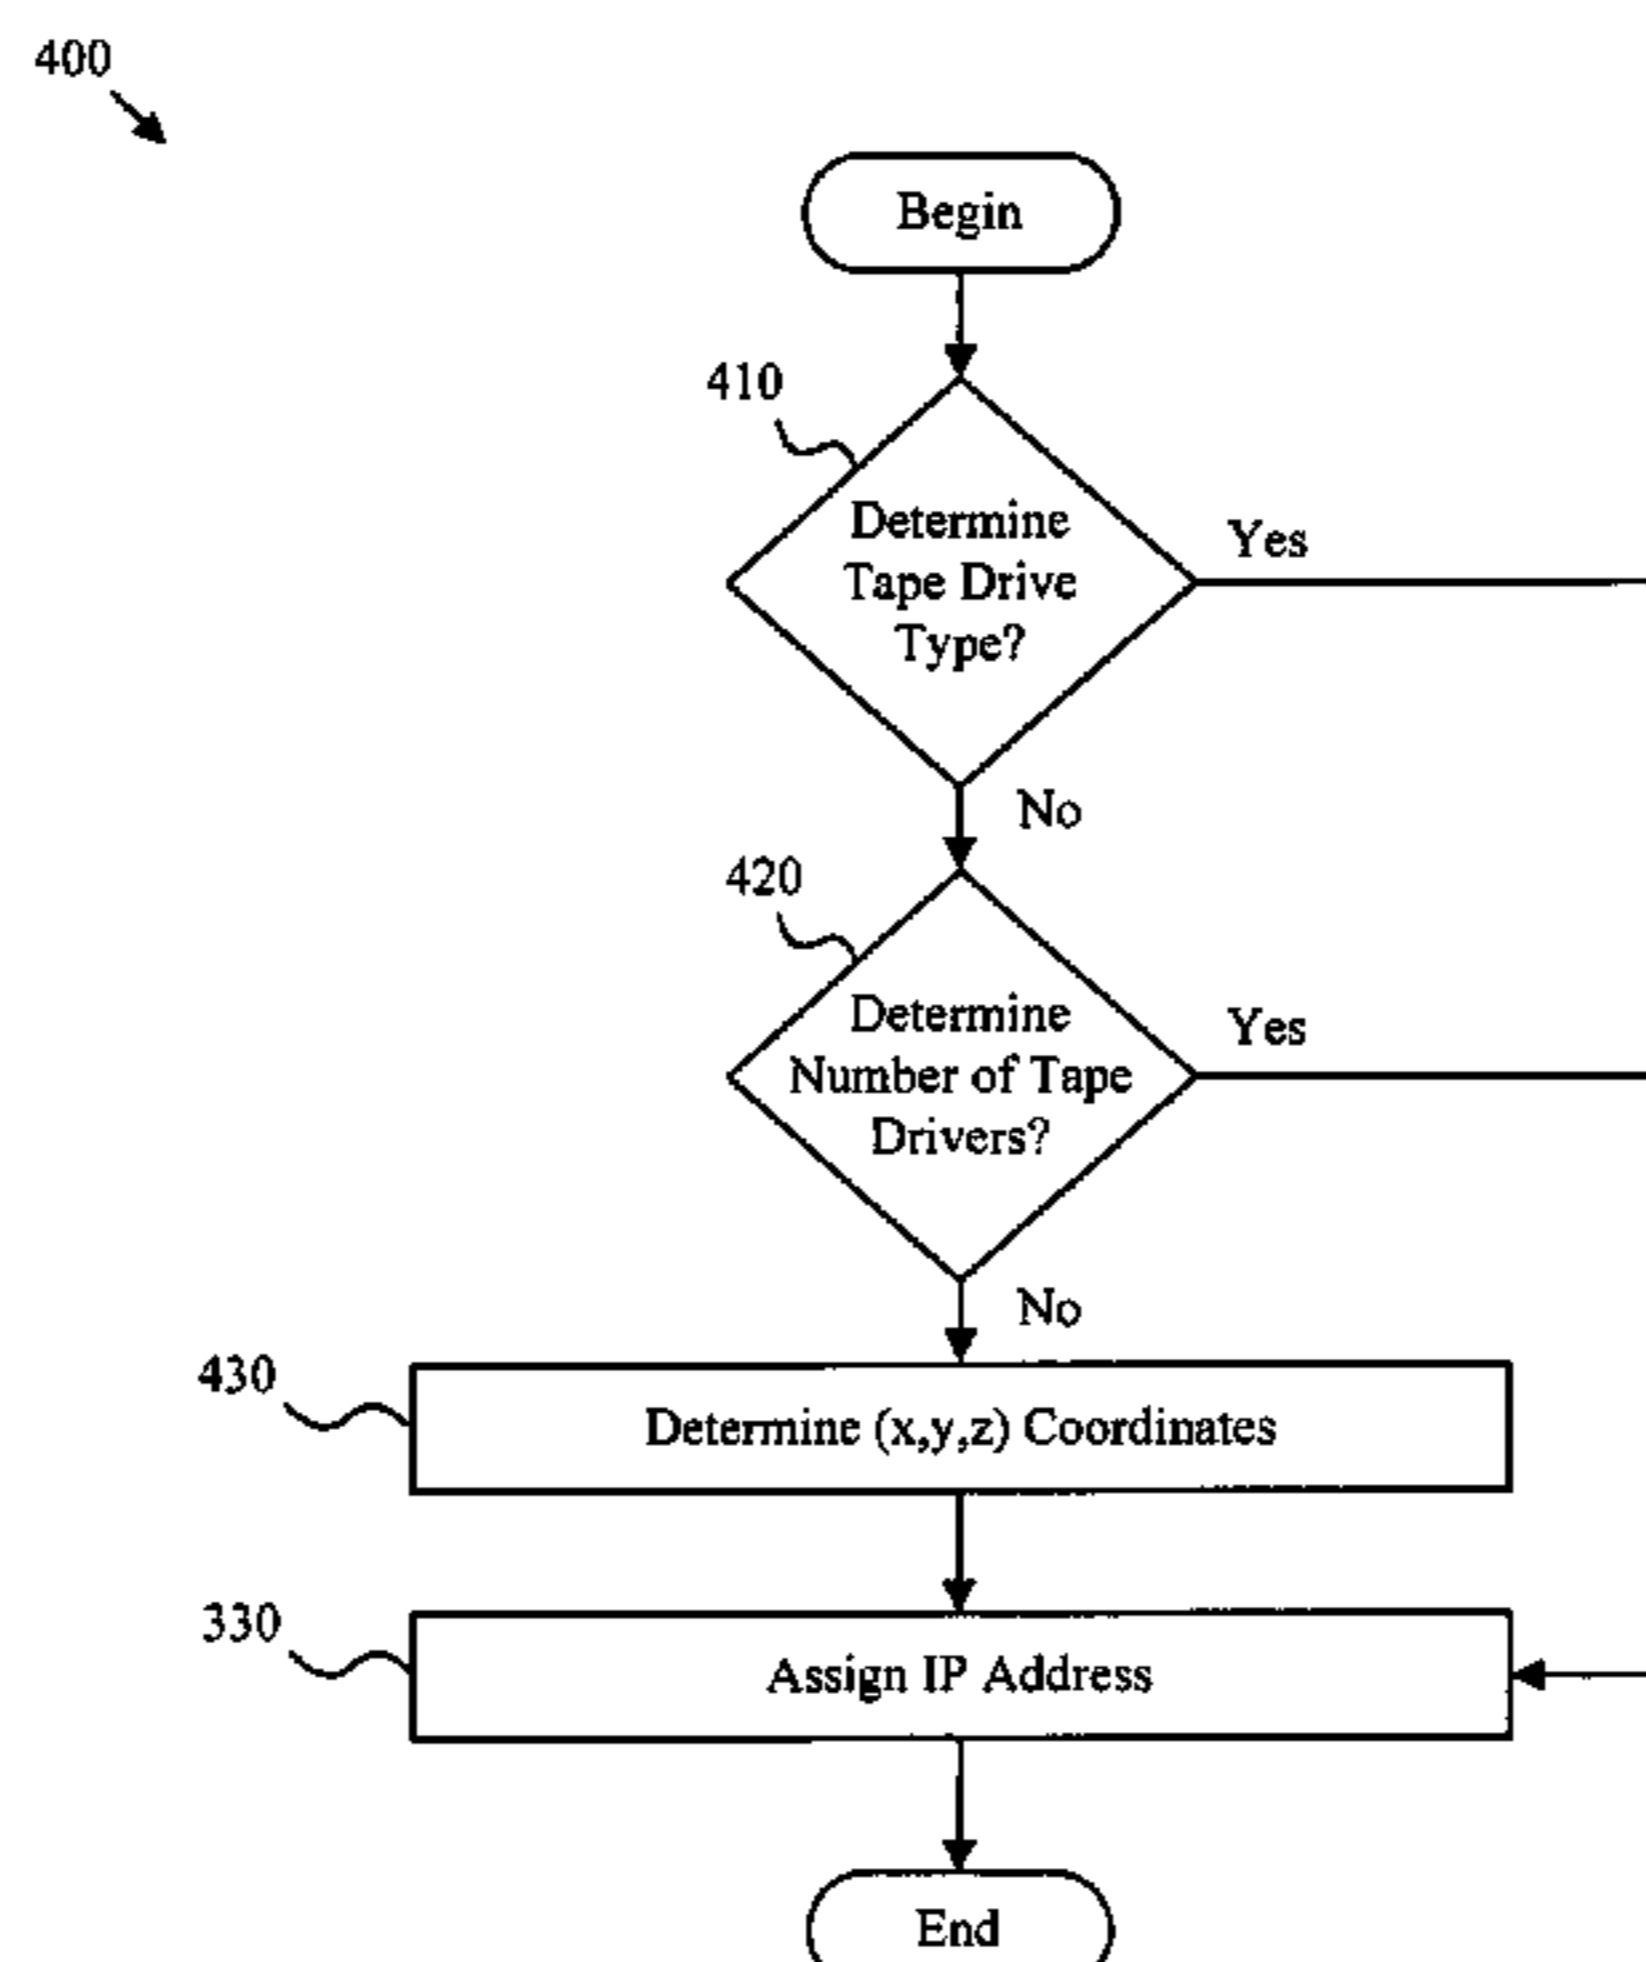 400
Begin
410
Determine
Tape Drive
Type?
Yes
No
420
Determine
Number of Tape
Drivers?
Yes
No
430
Determine (x,y,z) Coordinates
330
Assign IP Address
End